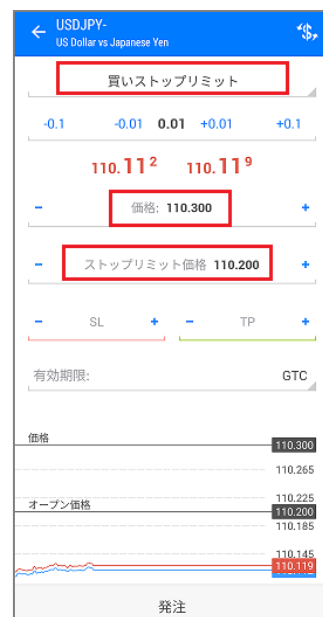 USDJPY-
US Dollar vs Japanese Yen
買いストップリミット
-0.1 -0.01 0.01 +0.01 +0.1
110.11² 110.11⁹
- 価格: 110.300 +
- ストップリミット価格 110.200 +
- SL + - TP +
有効期限: GTC
価格
110.300
110.265
110.225
オープン価格
110.200
110.185
110.145
110.119
発注